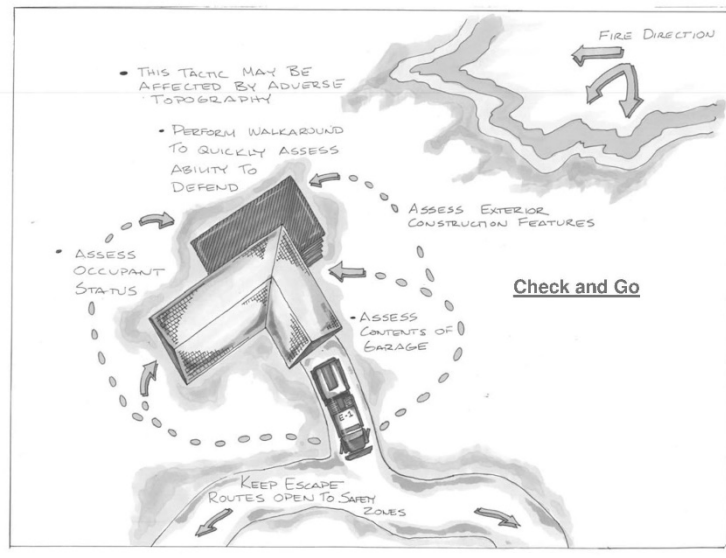 FIRE DIRECTION
• THIS TACTIC MAY BE
AFFECTED BY ADVERSE
TOPOGRAPHY
• PERFORM WALKAROUND
TO QUICKLY ASSESS
ABILITY TO
DEFEND
ASSESS EXTERIOR
CONSTRUCTION FEATURES
• ASSESS
OCCUPANT
STATUS
Check and Go
• ASSESS
CONTENTS OF
GARAGE
E-1
KEEP ESCAPE
ROUTES OPEN TO SAFETY
ZONES